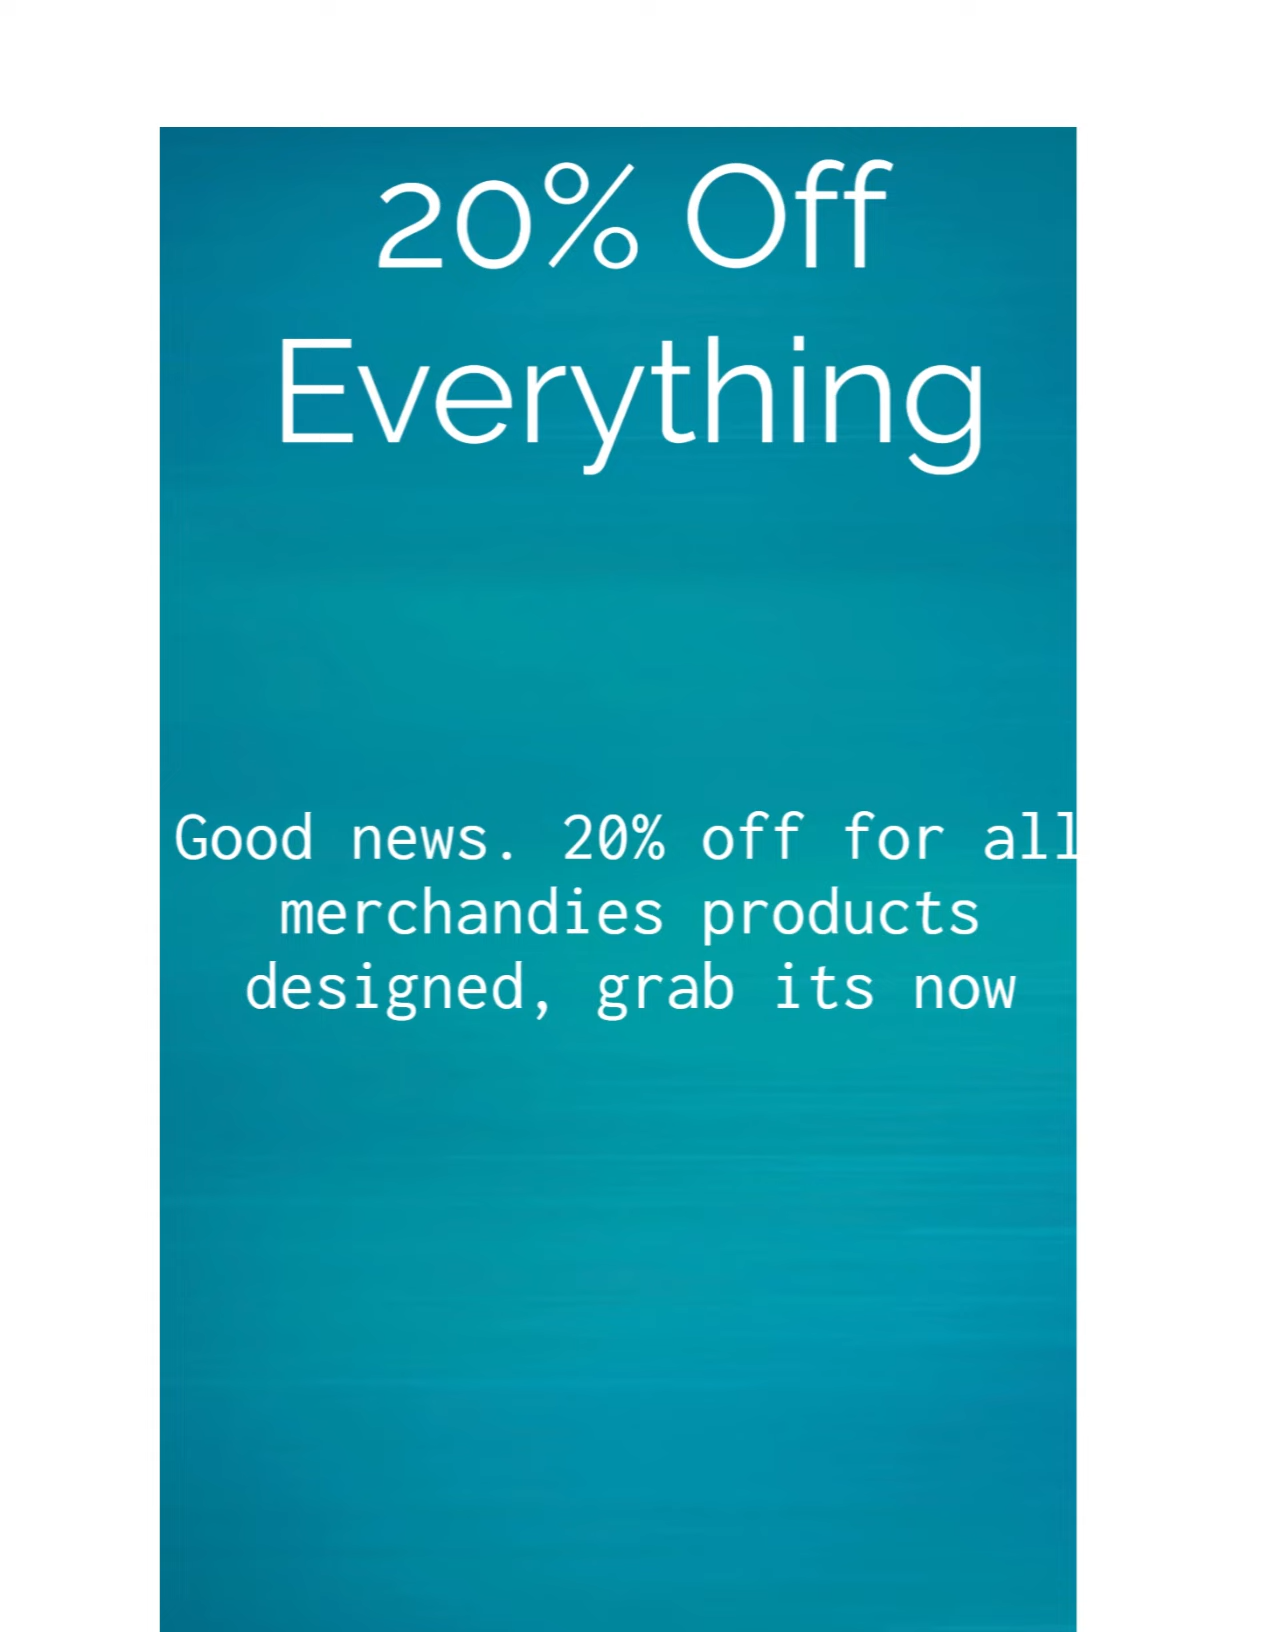 20% Off
Everything
Good news. 20% off for all
merchandies products
designed, grab its now